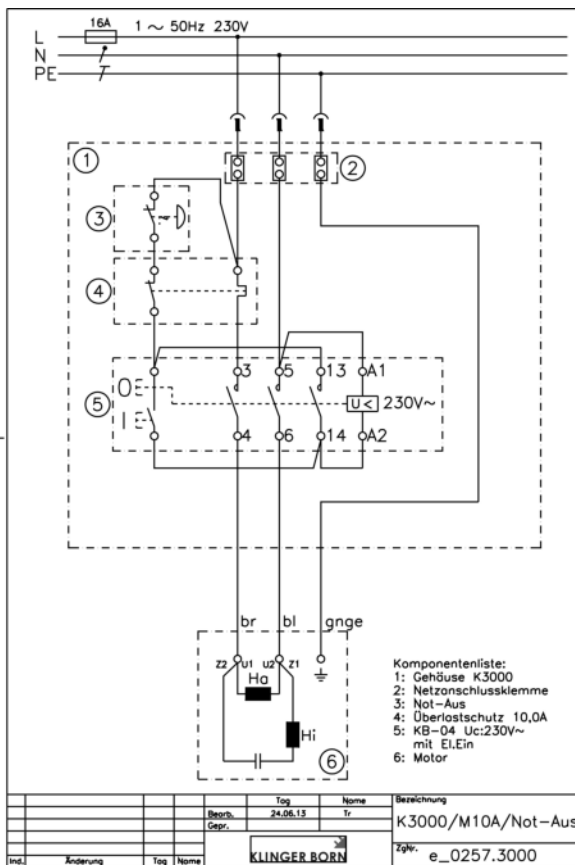 16A 1 ~ 50Hz 230V
L
N
PE
1
2
3
4
3 5 13 A1
O
5
I
U< 230V~
4 6 14 A2
br bl gnge
Z2 U1 U2 Z1
Ha
Hi
6
Komponentenliste:
1: Gehäuse K3000
2: Netzanschlussklemme
3: Not-Aus
4: Überlastschutz 10,0A
5: KB-04 Uc:230V~
mit El.Ein
6: Motor
Tag Name Bezeichnung
Bearb. 24.06.13 Tr
Gepr.
K3000/M10A/Not-Aus
KLINGER BORN
Zgnr. e_0257.3000
Ind. Änderung Tag Name